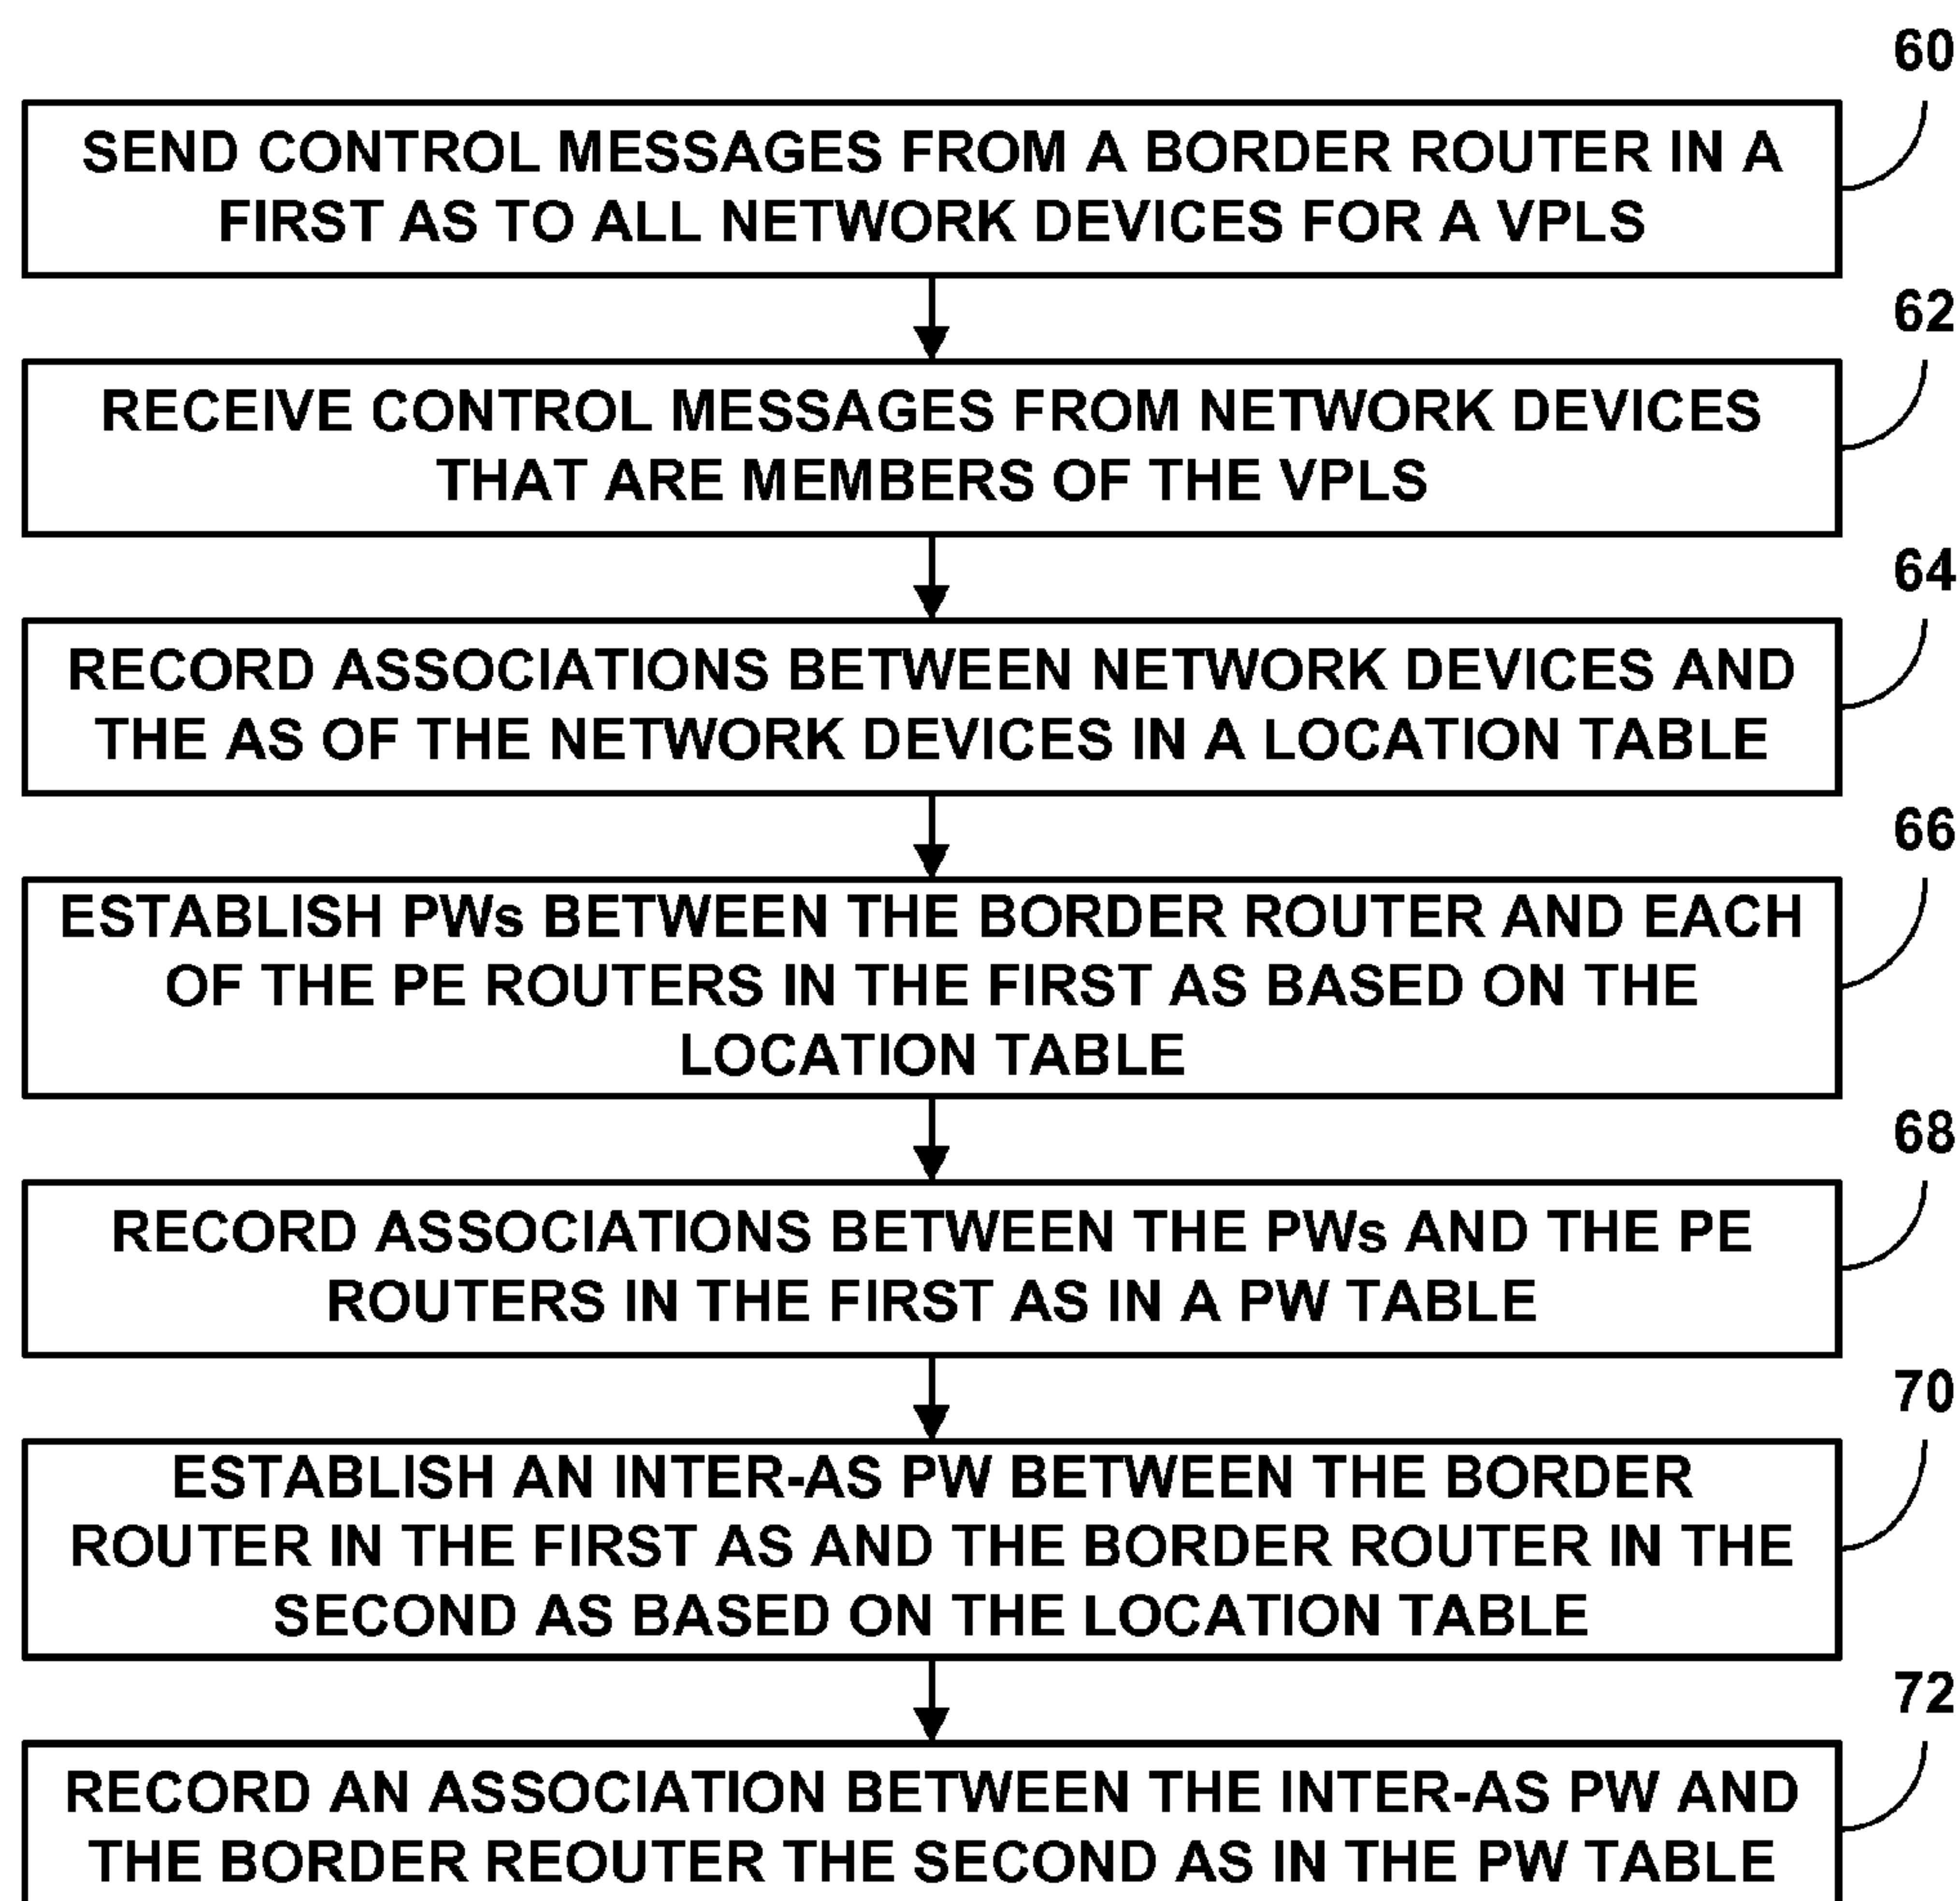 60
SEND CONTROL MESSAGES FROM A BORDER ROUTER IN A
FIRST AS TO ALL NETWORK DEVICES FOR A VPLS
62
RECEIVE CONTROL MESSAGES FROM NETWORK DEVICES
THAT ARE MEMBERS OF THE VPLS
64
RECORD ASSOCIATIONS BETWEEN NETWORK DEVICES AND
THE AS OF THE NETWORK DEVICES IN A LOCATION TABLE
66
ESTABLISH PWs BETWEEN THE BORDER ROUTER AND EACH
OF THE PE ROUTERS IN THE FIRST AS BASED ON THE
LOCATION TABLE
68
RECORD ASSOCIATIONS BETWEEN THE PWs AND THE PE
ROUTERS IN THE FIRST AS IN A PW TABLE
70
ESTABLISH AN INTER-AS PW BETWEEN THE BORDER
ROUTER IN THE FIRST AS AND THE BORDER ROUTER IN THE
SECOND AS BASED ON THE LOCATION TABLE
72
RECORD AN ASSOCIATION BETWEEN THE INTER-AS PW AND
THE BORDER REOUTER THE SECOND AS IN THE PW TABLE